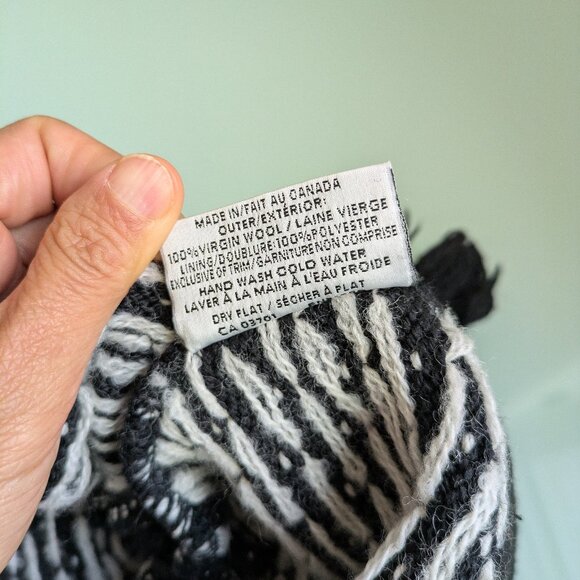 MADE IN/FAIT AU CANADA
OUTER/EXTÉRIOR:
100%VIRGIN WOOL / LAINE VIERGE
LINING/DOUBLURE:100%POLYESTER
EXCLUSIVE OF TRIM/GARNITURE NON COMPRISE
HAND WASH COLD WATER
LAVER À LA MAIN À L'EAU FROIDE
DRY FLAT / SÉCHER À PLAT
CA 03701